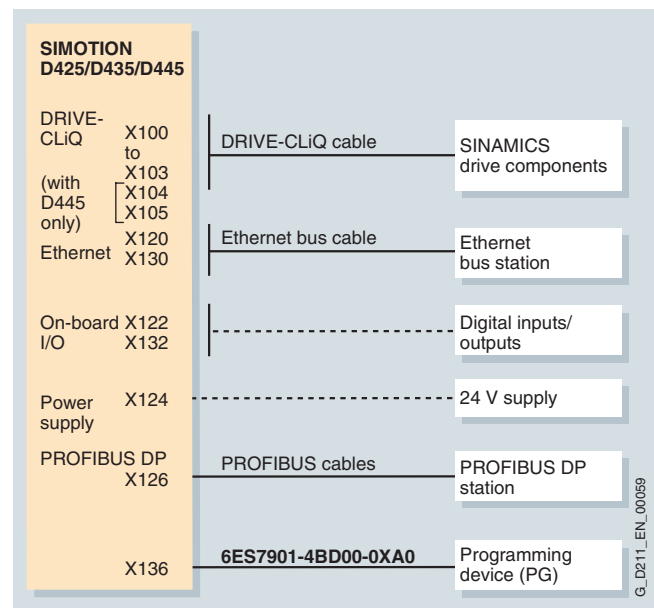 SIMOTION
D425/D435/D445
DRIVE-
CLiQ
X100
to
X103
(with
D445
only)
X104
X105
DRIVE-CLiQ cable
SINAMICS
drive components
Ethernet
X120
X130
Ethernet bus cable
Ethernet
bus station
On-board X122
I/O X132
Digital inputs/
outputs
Power
supply
X124
24 V supply
PROFIBUS DP
X126
PROFIBUS cables
PROFIBUS DP
station
X136
6ES7901-4BD00-0XA0
Programming
device (PG)
G_D211_EN_00059